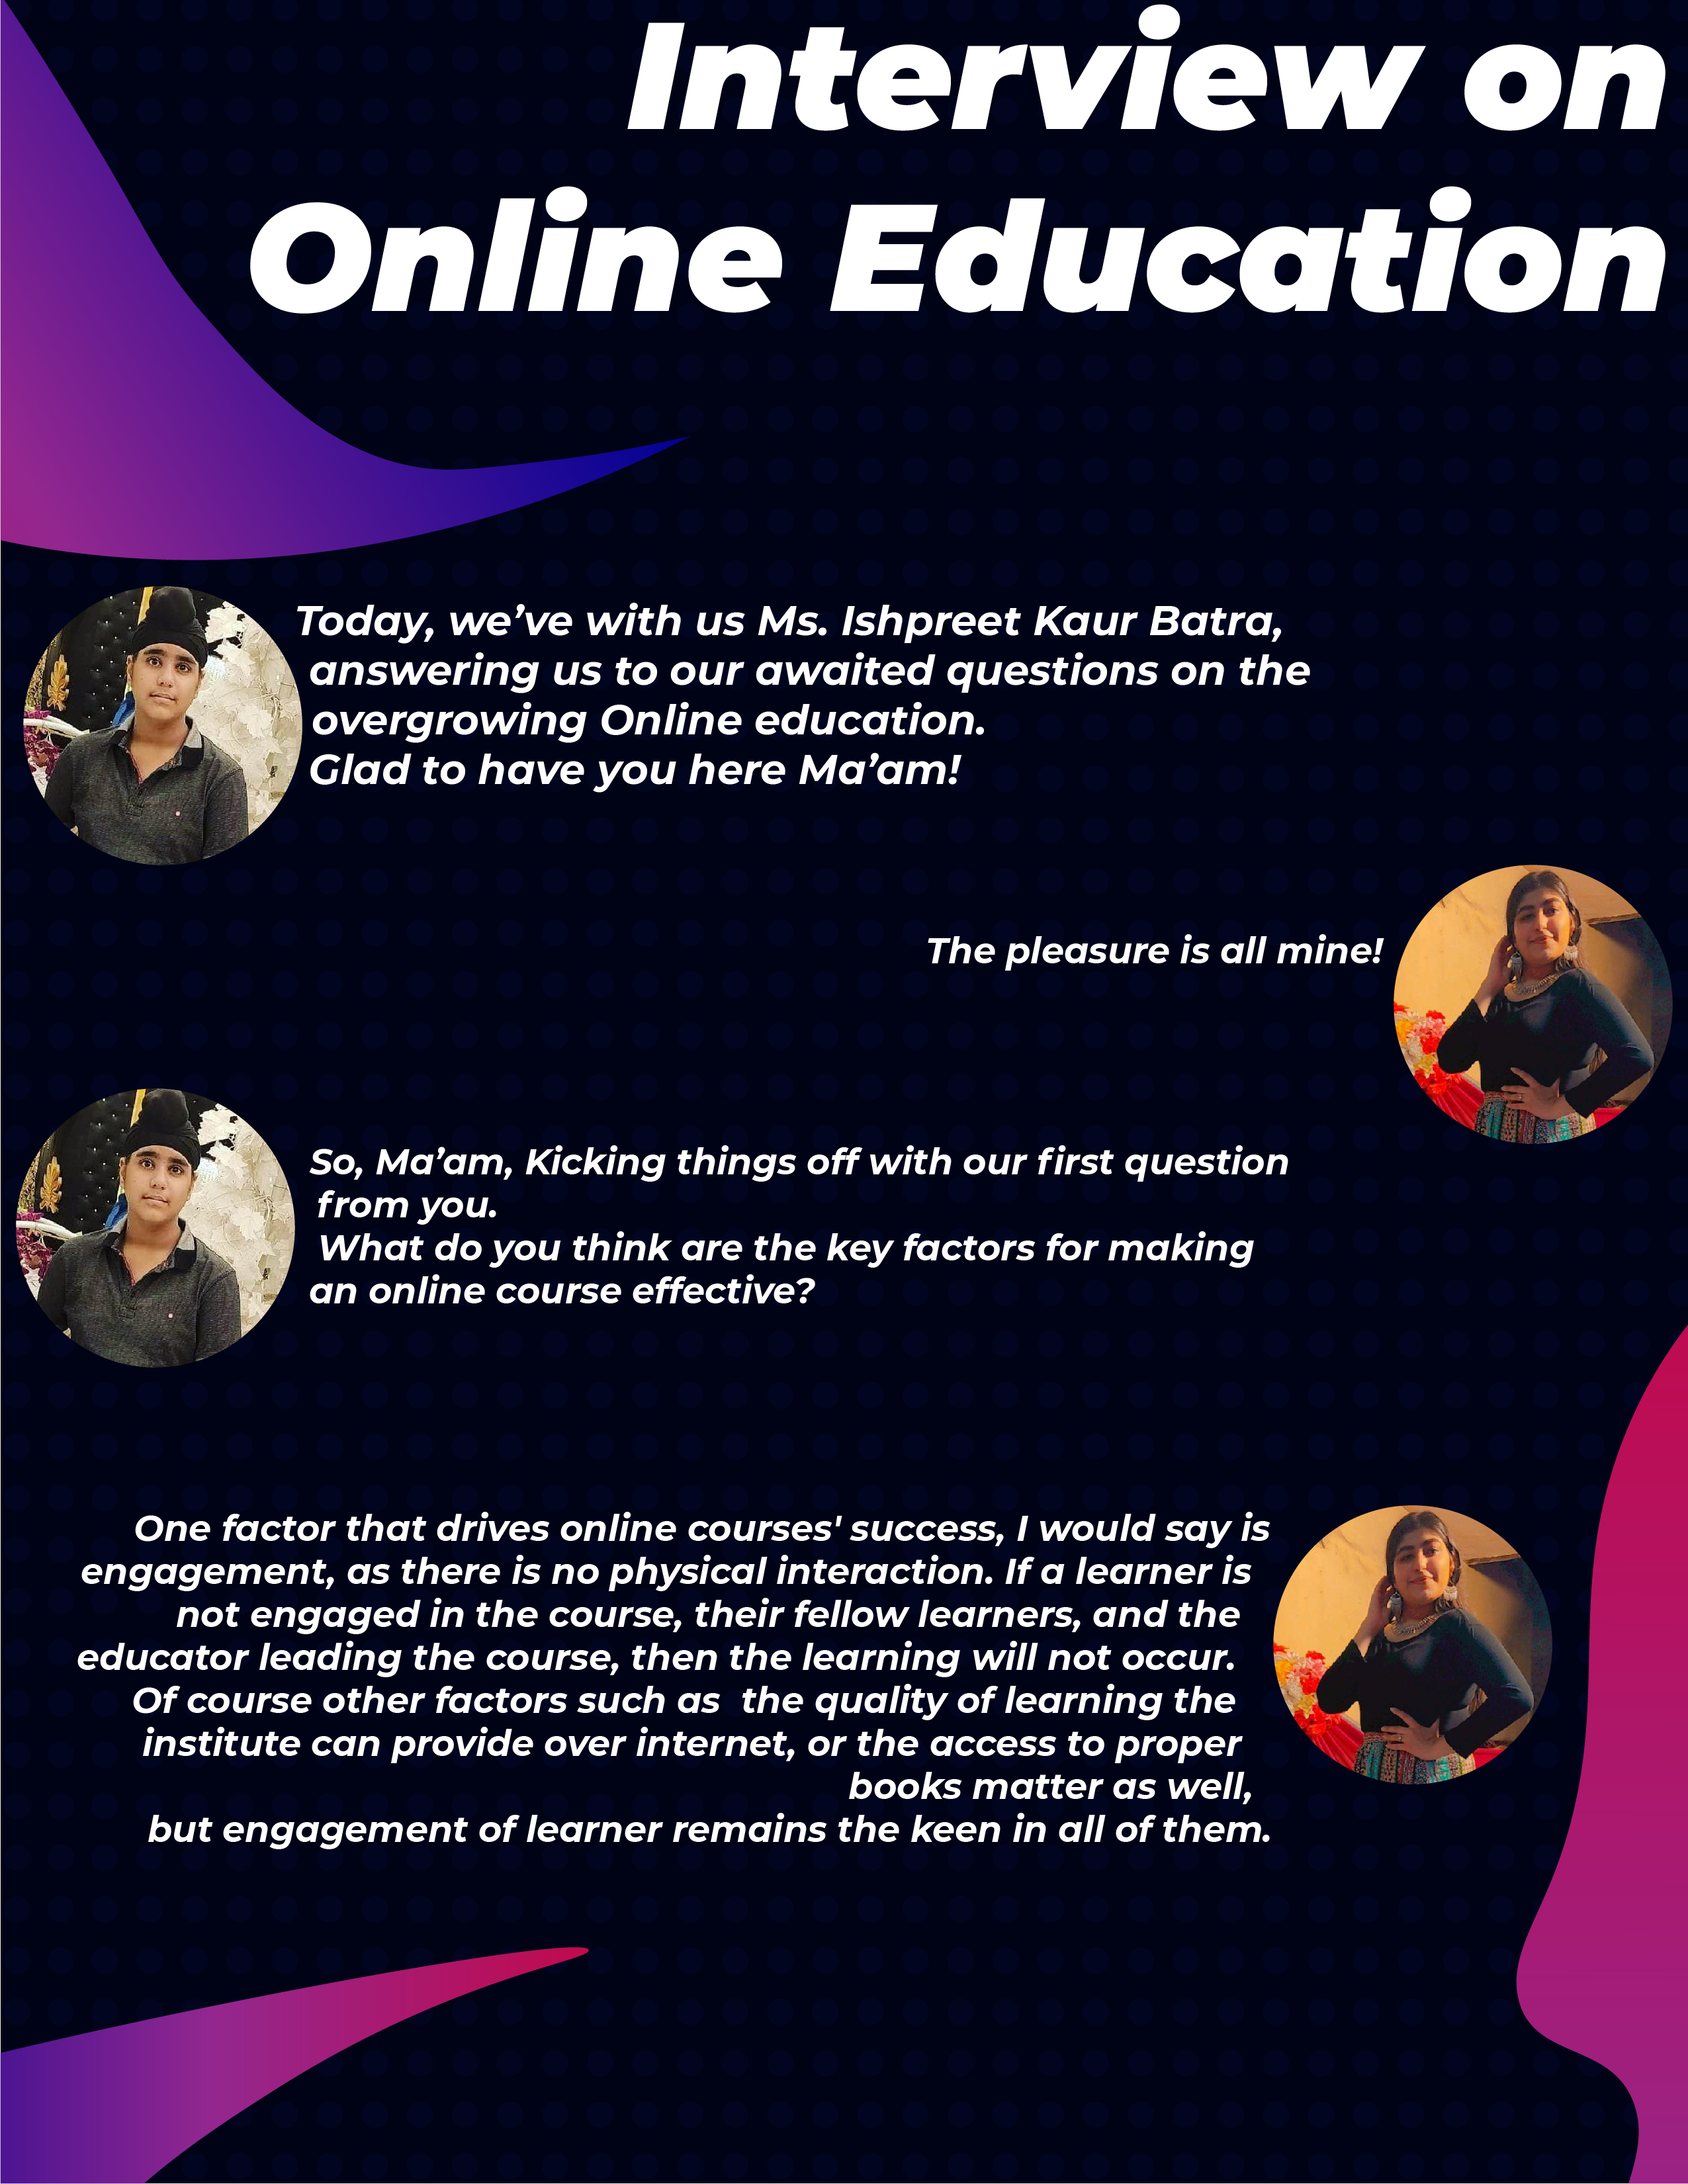 Interview on
Online Education
Today, we’ve with us Ms. Ishpreet Kaur Batra,
answering us to our awaited questions on the
overgrowing Online education.
Glad to have you here Ma’am!
The pleasure is all mine!
So, Ma’am, Kicking things off with our first question
from you.
What do you think are the key factors for making
an online course effective?
One factor that drives online courses' success, I would say is
engagement, as there is no physical interaction. If a learner is
not engaged in the course, their fellow learners, and the
educator leading the course, then the learning will not occur.
Of course other factors such as  the quality of learning the
institute can provide over internet, or the access to proper
books matter as well,
but engagement of learner remains the keen in all of them.